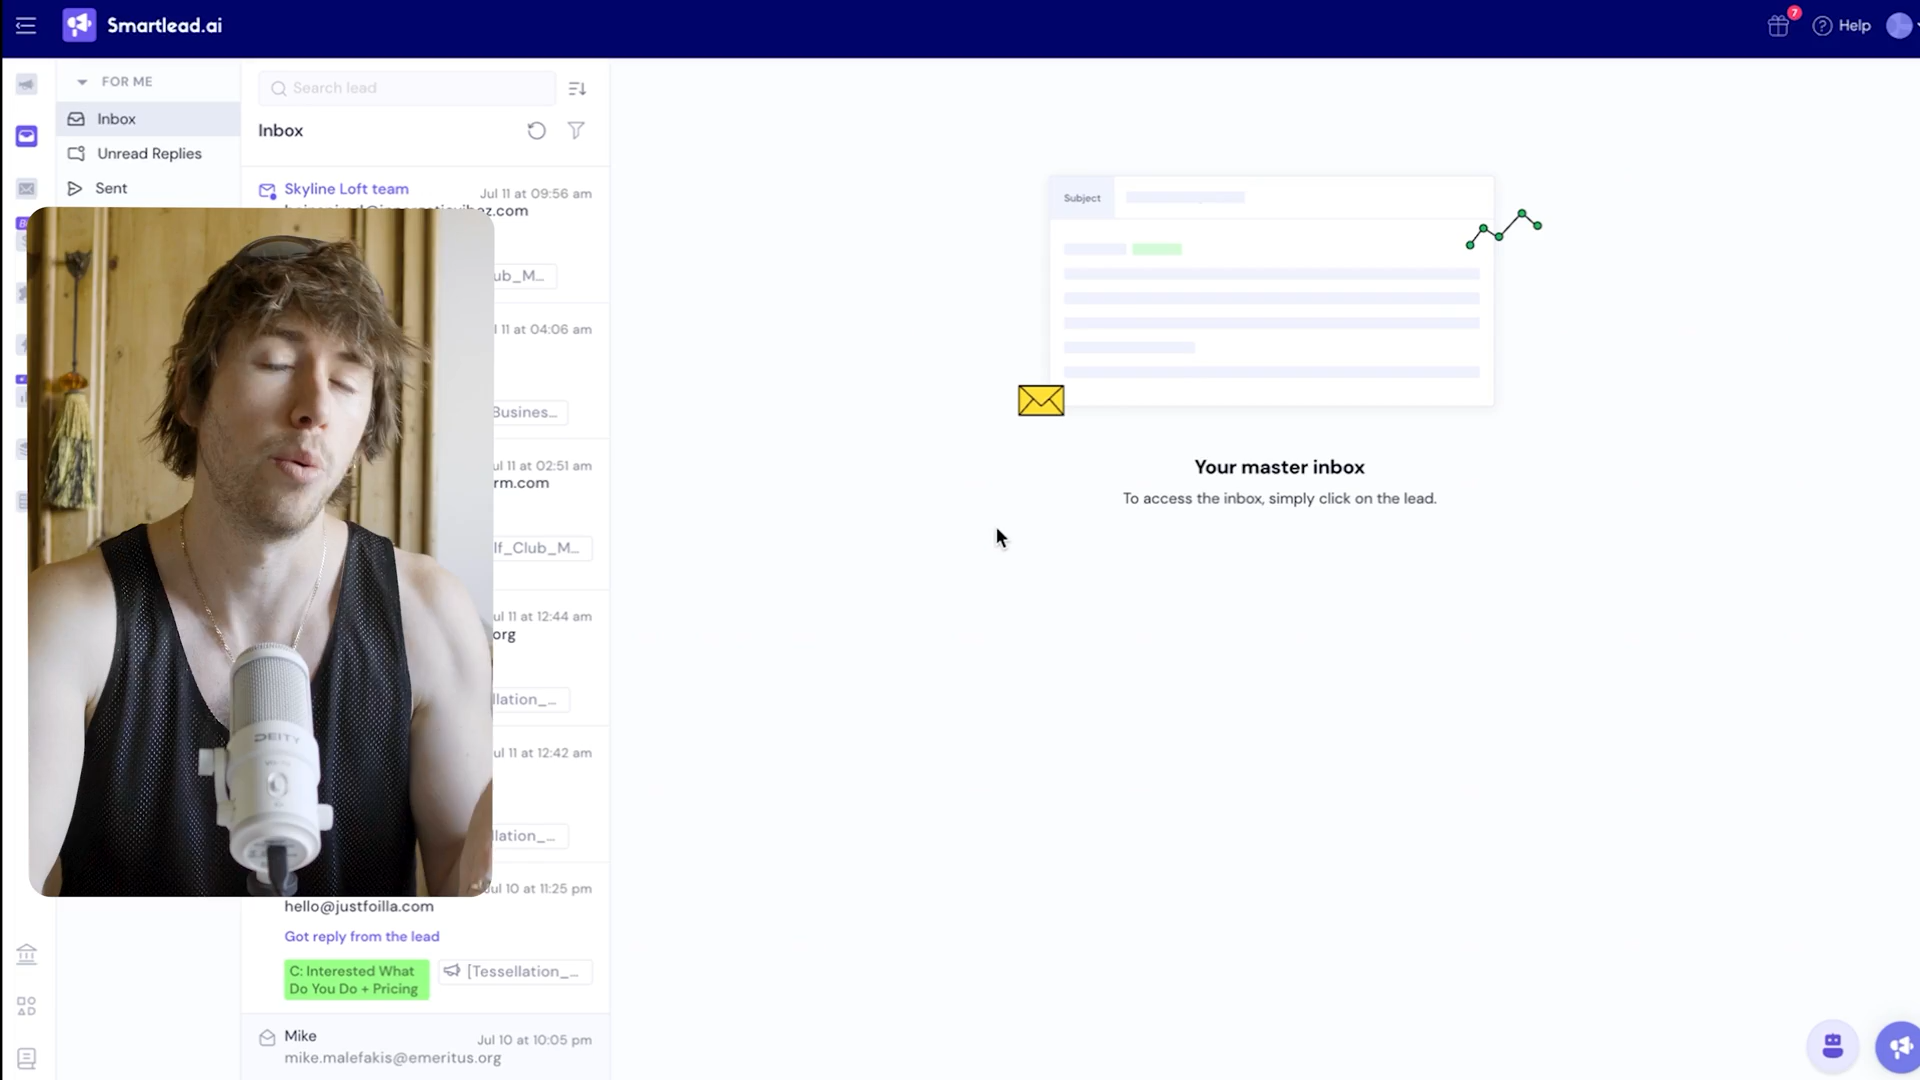 Smartlead.ai
7
Help
FOR ME
Inbox
Unread Replies
Sent
Search lead
Inbox
Skyline Loft team
Jul 11 at 09:56 am
ub_M...
11 at 04:06 am
Busines...
11 at 02:51 am
rm.com
lf_Club_M...
11 at 12:44 am
org
llation_...
11 at 12:42 am
llation_...
Jul 10 at 11:25 pm
hello@justfoilla.com
Got reply from the lead
C: Interested What
Do You Do + Pricing
[Tessellation_...
Mike
Jul 10 at 10:05 pm
mike.malefakis@emeritus.org
Subject
Your master inbox
To access the inbox, simply click on the lead.
DEITY